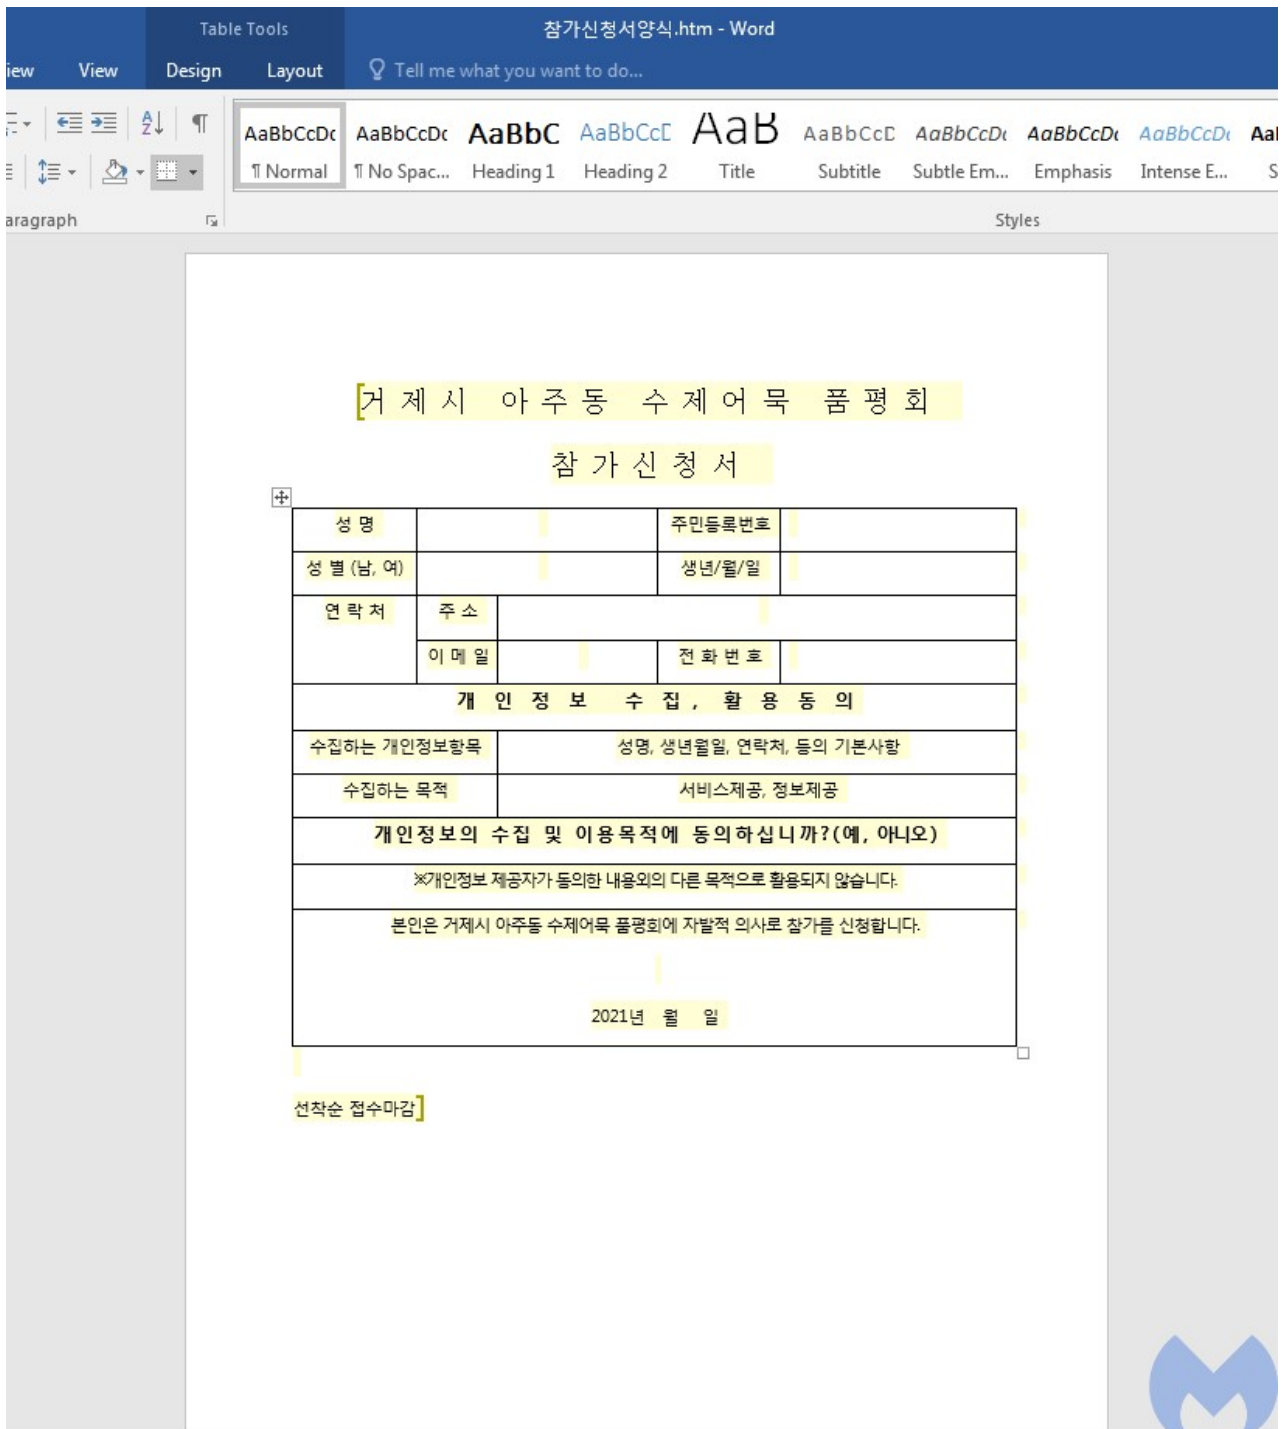 Table Tools
참가신청서양식.htm - Word
iew View Design Layout Tell me what you want to do...
AaBbCcDc AaBbCcDc AaBbC AaBbCcD AaB AaBbCcD AaBbCcDc AaBbCcDc AaBbCcDc AaI
¶ Normal ¶ No Spac... Heading 1 Heading 2 Title Subtitle Subtle Em... Emphasis Intense E... S
aragraph Styles
거 제 시 아 주 동 수 제 어 묵 품 평 회
참 가 신 청 서
성 명 주민등록번호
성 별 (남, 여) 생년/월/일
연 락 처 주 소
이 메 일 전 화 번 호
개 인 정 보 수 집 , 활 용 동 의
수집하는 개인정보항목 성명, 생년월일, 연락처, 등의 기본사항
수집하는 목적 서비스제공, 정보제공
개인정보의 수집 및 이용목적에 동의하십니까?(예, 아니오)
※개인정보 제공자가 동의한 내용외의 다른 목적으로 활용되지 않습니다.
본인은 거제시 아주동 수제어묵 품평회에 자발적 의사로 참가를 신청합니다.
2021년 월 일
선착순 접수마감